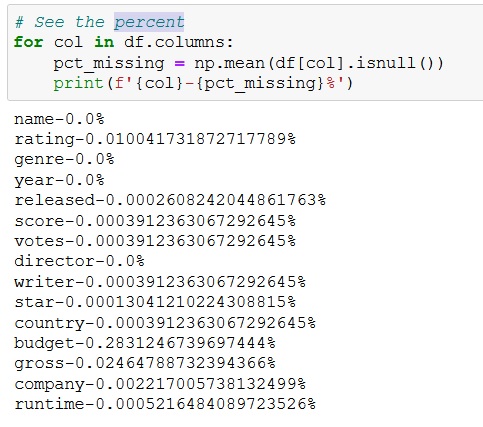 # See the percent
for col in df.columns:
    pct_missing = np.mean(df[col].isnull())
    print(f'{col}-{pct_missing}%')
name-0.0%
rating-0.010041731872717789%
genre-0.0%
year-0.0%
released-0.0002608242044861763%
score-0.0003912363067292645%
votes-0.0003912363067292645%
director-0.0%
writer-0.0003912363067292645%
star-0.00013041210224308815%
country-0.0003912363067292645%
budget-0.2831246739697444%
gross-0.02464788732394366%
company-0.002217005738132499%
runtime-0.0005216484089723526%